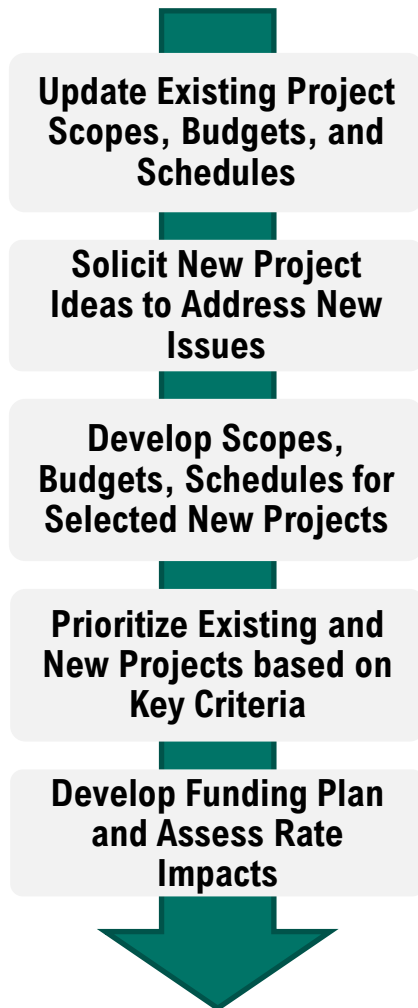 Update Existing Project
Scopes, Budgets, and
Schedules
Solicit New Project
Ideas to Address New
Issues
Develop Scopes,
Budgets, Schedules for
Selected New Projects
Prioritize Existing and
New Projects based on
Key Criteria
Develop Funding Plan
and Assess Rate
Impacts